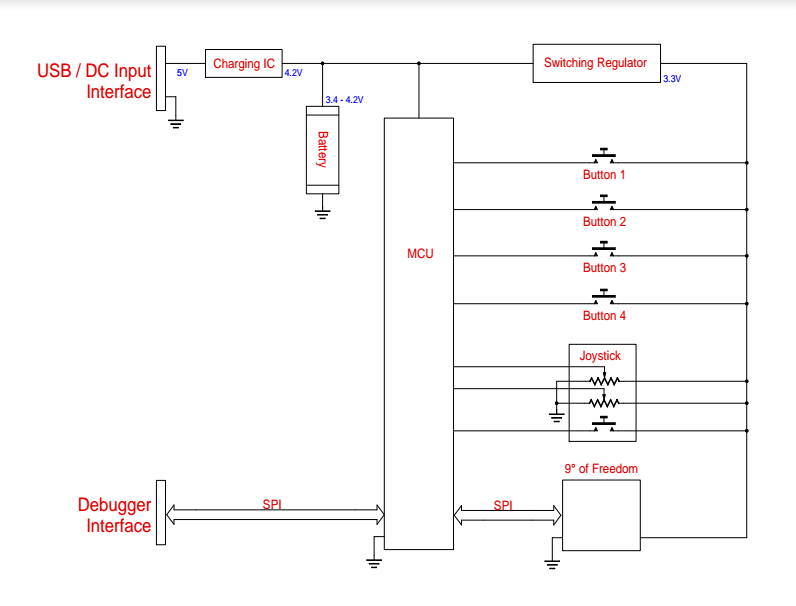 USB / DC Input
Interface
5V
Charging IC
4.2V
3.4 - 4.2V
Battery
Switching Regulator
3.3V
MCU
Button 1
Button 2
Button 3
Button 4
Joystick
9° of Freedom
Debugger
Interface
SPI
SPI